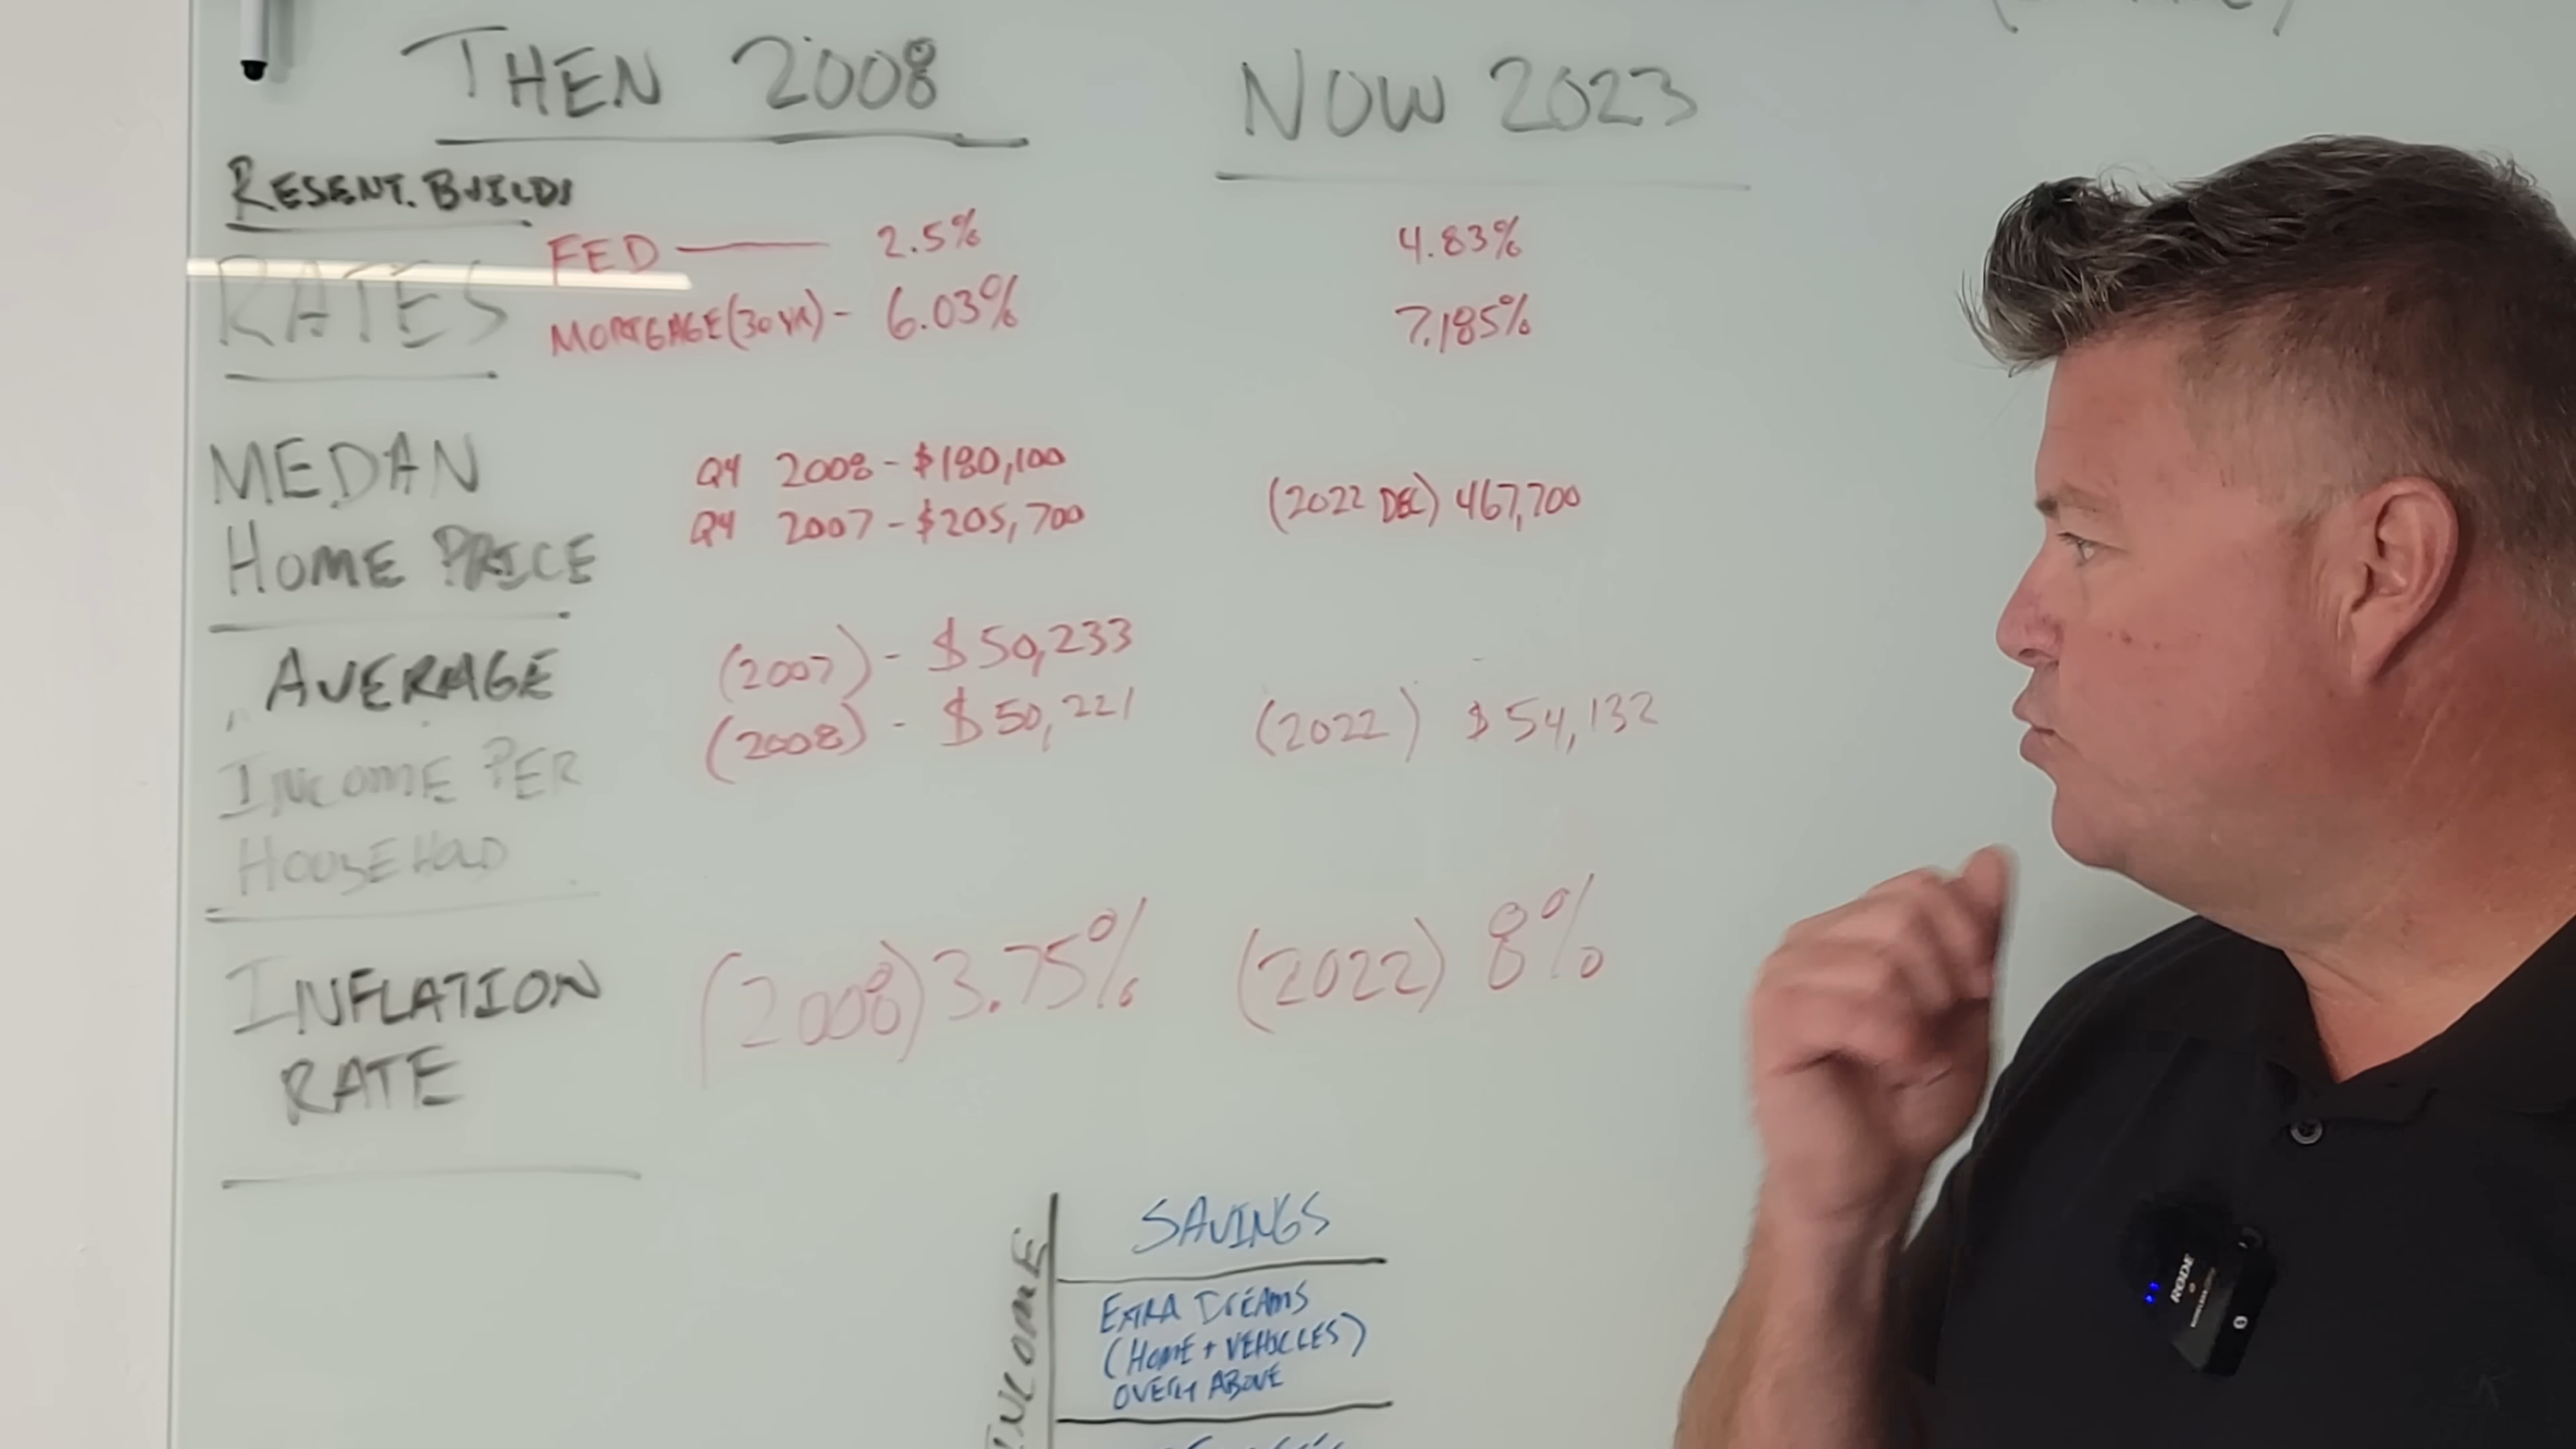 THEN 2008
NOW 2023
RESENT. BUILDS
FED — 2.5%
4.83%
RATES
MORTGAGE (30 YR) - 6.03%
7.185%
MEDAN
HOME PRICE
Q4 2008 - $180,100
Q4 2007 - $205,700
(2022 DEC) 467,700
AVERAGE
INCOME PER
HOUSEHOLD
(2007) - $50,233
(2008) - $50,221
(2022) $54,132
INFLATION
RATE
(2008) 3.75%
(2022) 8%
INCOME
SAVINGS
EXTRA DREAMS
(HOME + VEHICLES)
OVERLY ABOVE
RODE